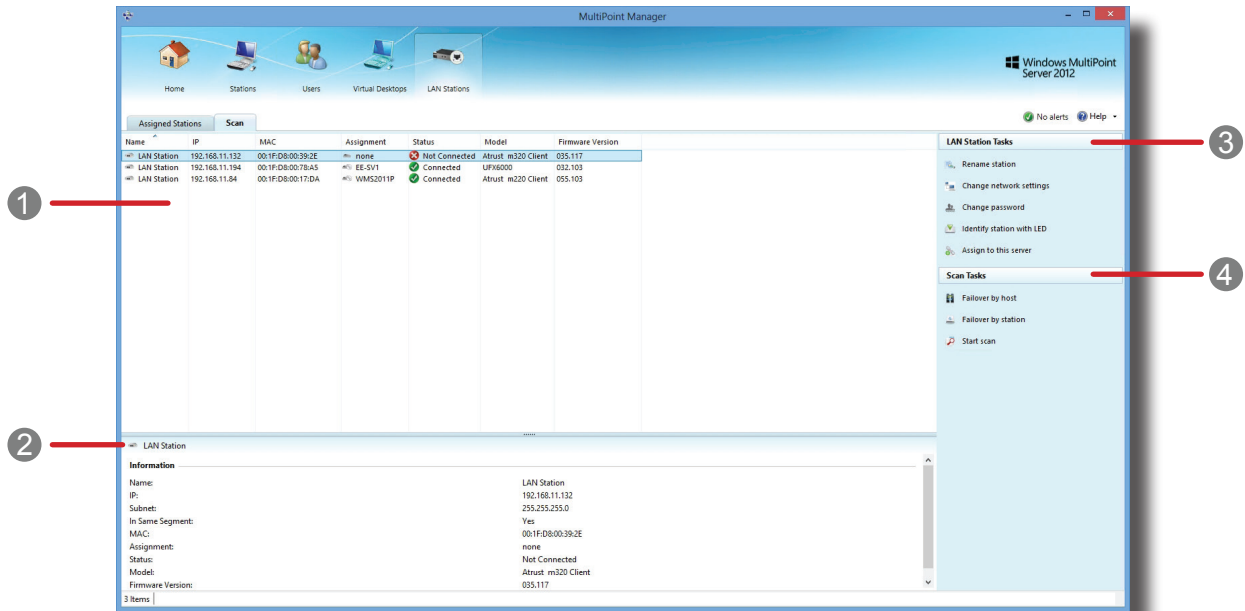 MultiPoint Manager
Home Stations Users Virtual Desktops LAN Stations
Windows MultiPoint
Server 2012
Assigned Stations Scan
No alerts Help
Name IP MAC Assignment Status Model Firmware Version
LAN Station 192.168.11.132 00:1F:D8:00:39:2E none Not Connected Atrust m320 Client 035.117
LAN Station 192.168.11.194 00:1F:D8:00:78:A5 EE-SV1 Connected UFX6000 032.103
LAN Station 192.168.11.84 00:1F:D8:00:17:DA WMS2011P Connected Atrust m220 Client 055.103
1
LAN Station Tasks
3
Rename station
Change network settings
Change password
Identify station with LED
Assign to this server
Scan Tasks
4
Failover by host
Failover by station
Start scan
2
LAN Station
Information
Name: LAN Station
IP: 192.168.11.132
Subnet: 255.255.255.0
In Same Segment: Yes
MAC: 00:1F:D8:00:39:2E
Assignment: none
Status: Not Connected
Model: Atrust m320 Client
Firmware Version: 035.117
3 Items